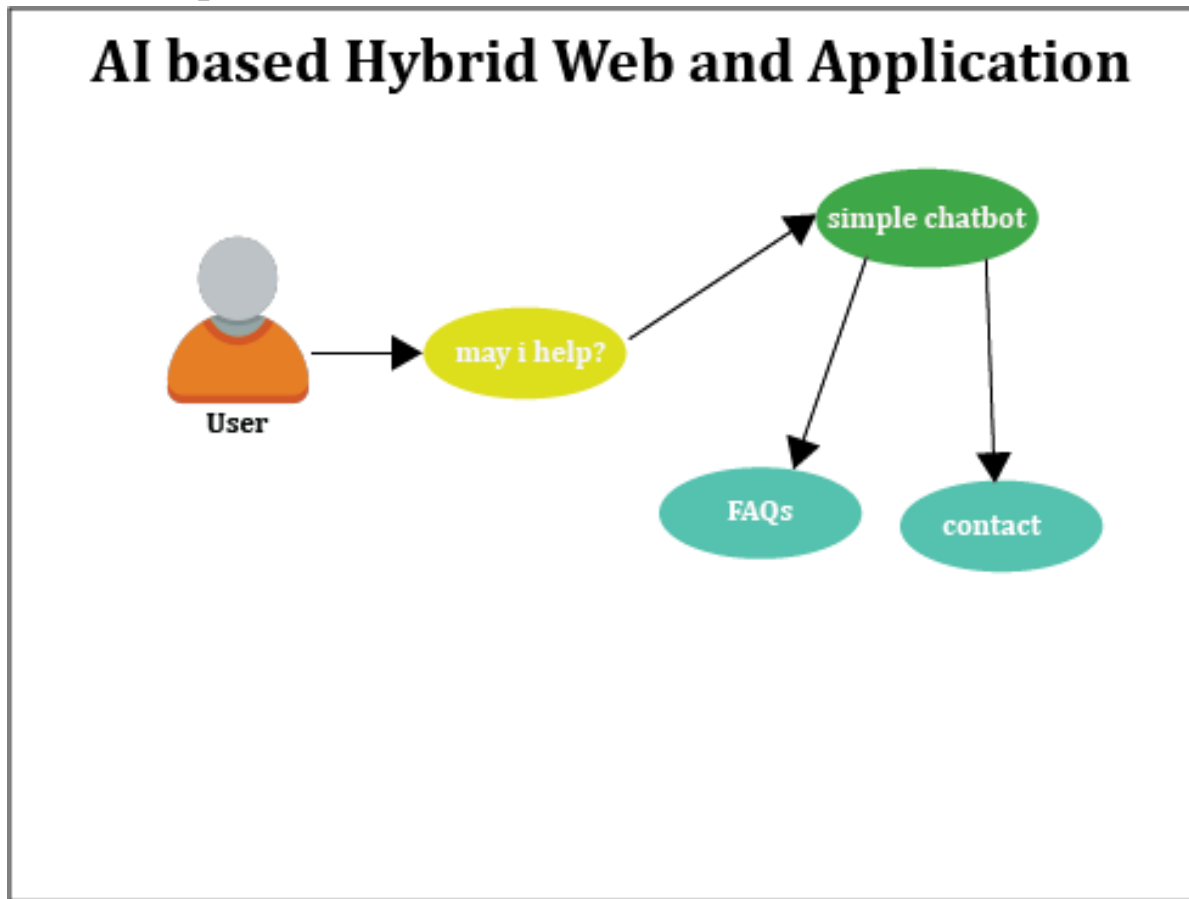 AI based Hybrid Web and Application
simple chatbot
may i help?
User
FAQs
contact